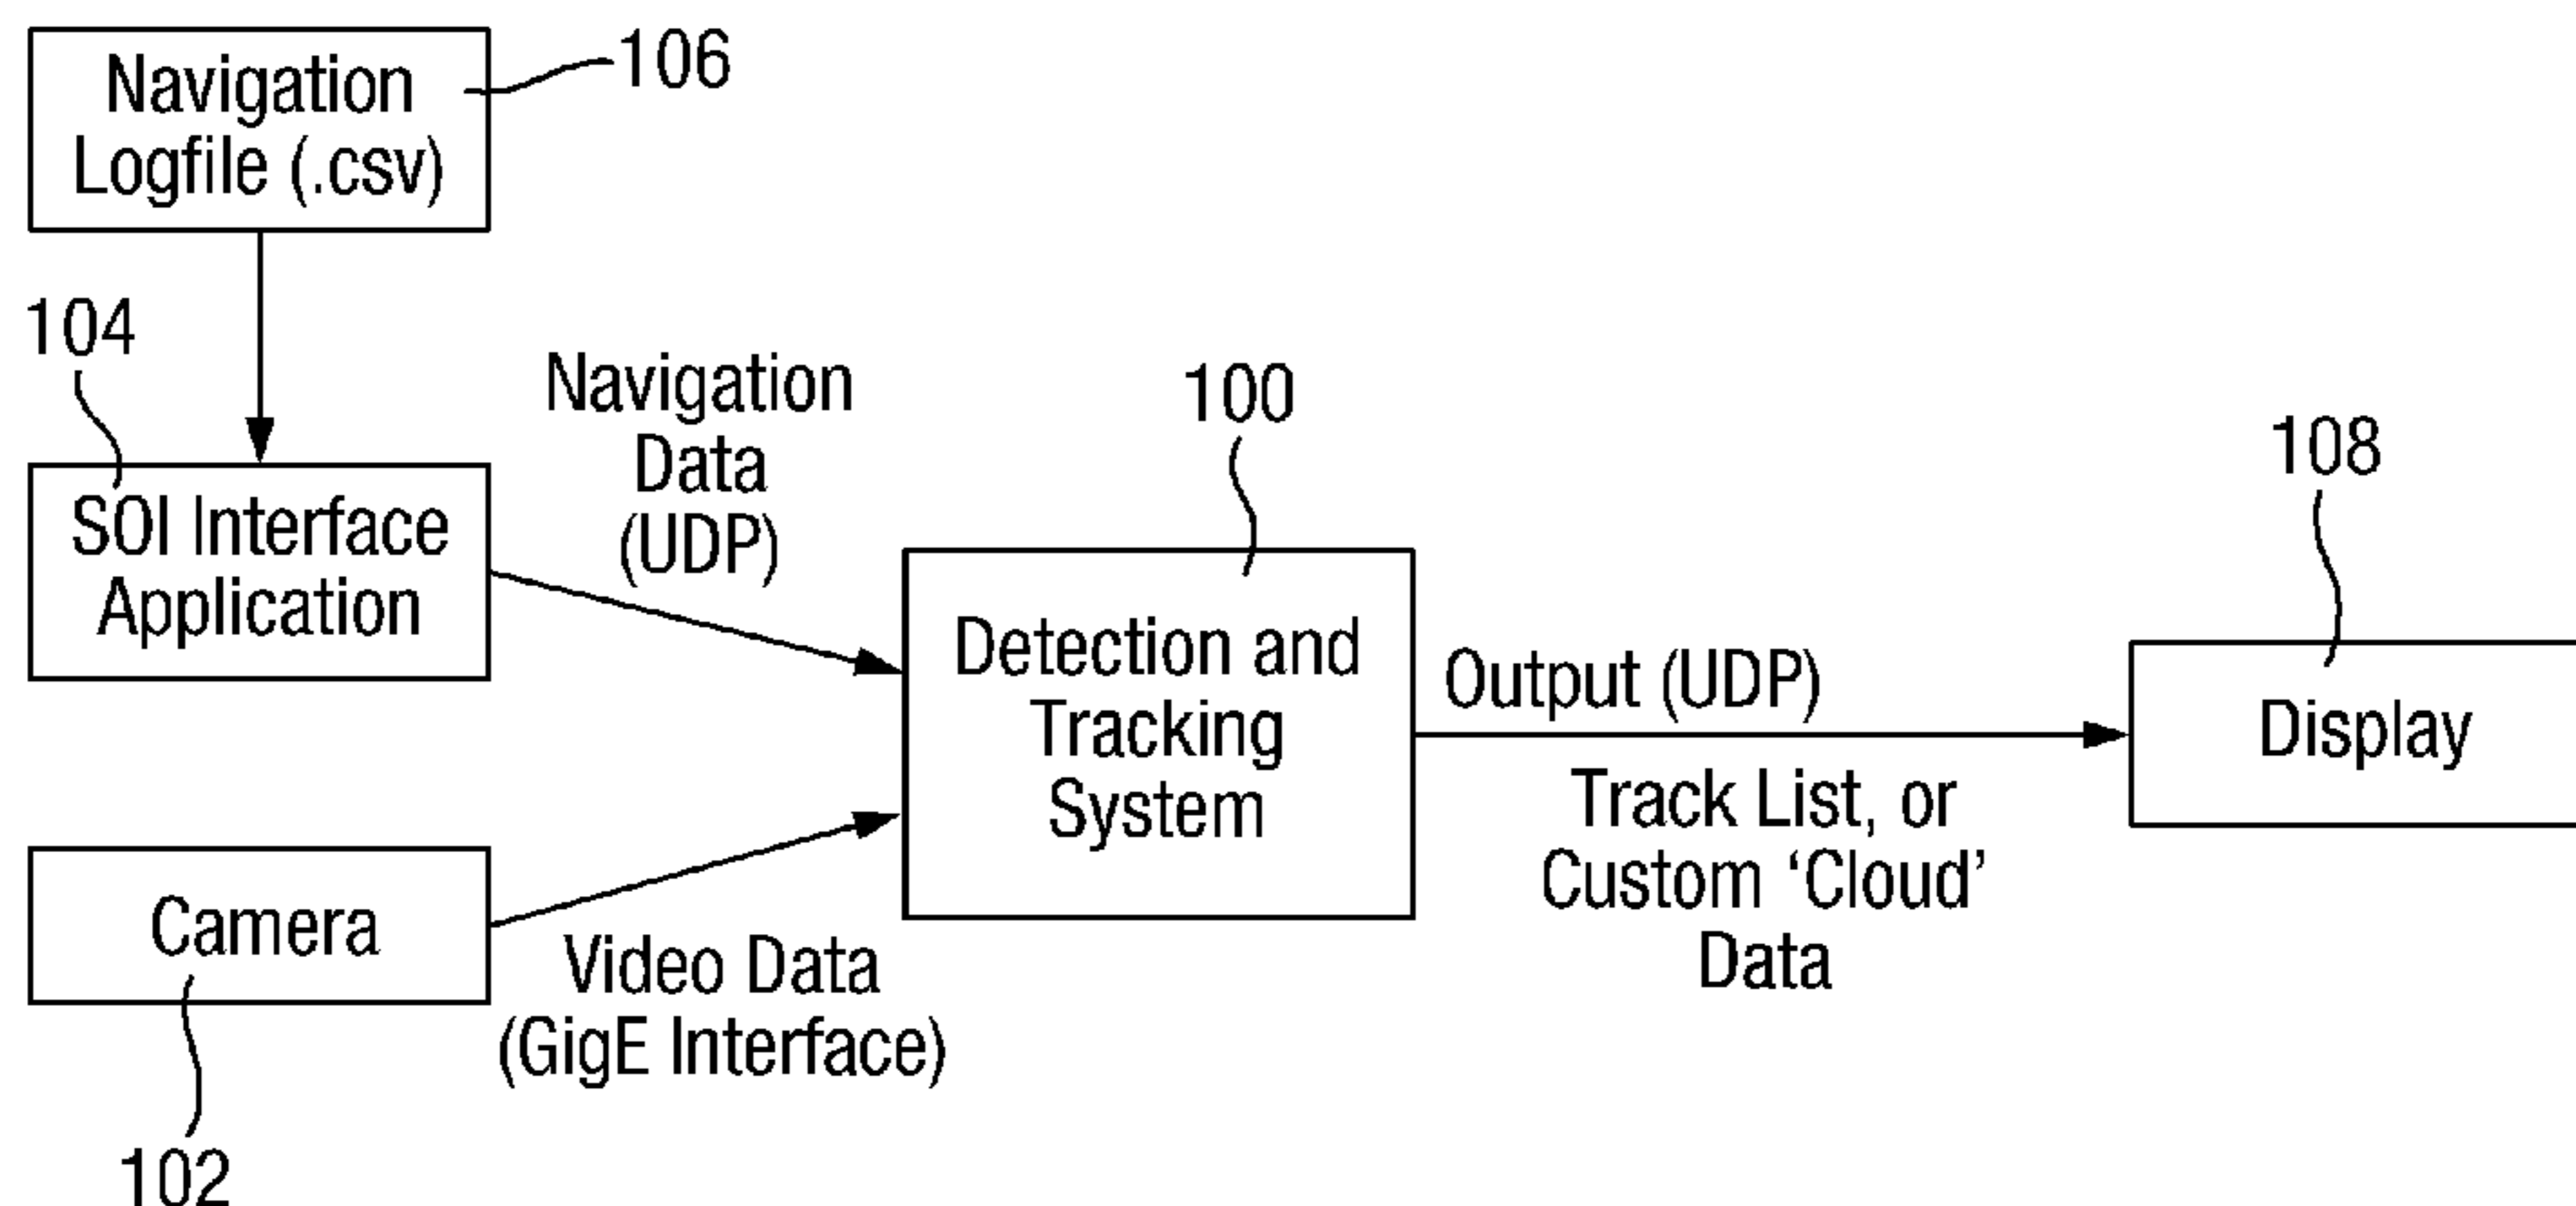 Navigation
Logfile (.csv)
106
104
SOI Interface
Application
Navigation
Data
(UDP)
100
Detection and
Tracking
System
Camera
102
Video Data
(GigE Interface)
Output (UDP)
Track List, or
Custom ‘Cloud’
Data
108
Display